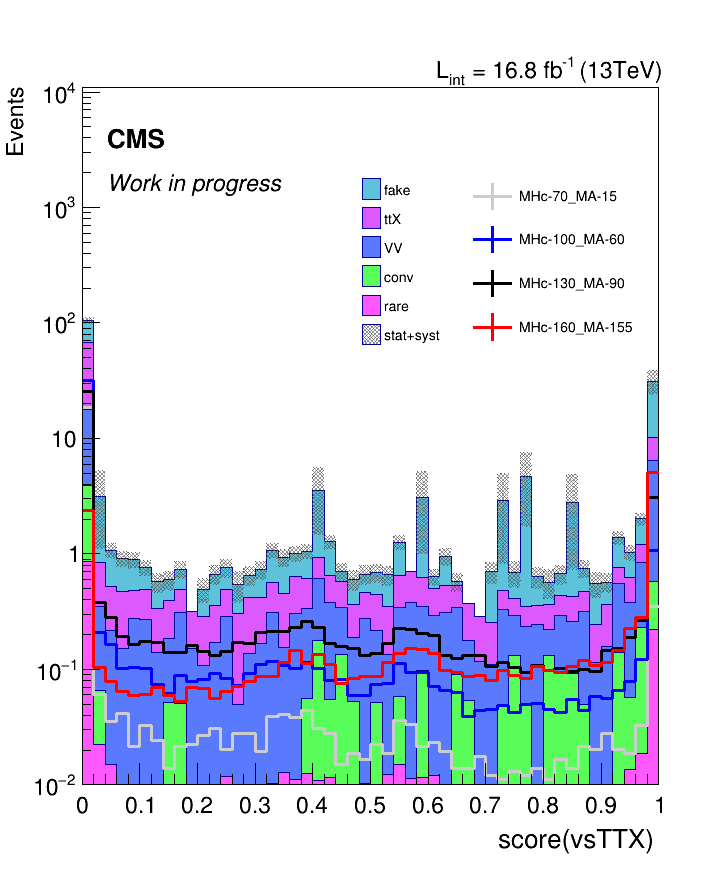 L_int = 16.8 fb^-1 (13TeV)
Events
10^4
10^3
10^2
10
1
10^−1
10^−2
CMS
Work in progress
fake
ttX
VV
conv
rare
stat+syst
MHc-70_MA-15
MHc-100_MA-60
MHc-130_MA-90
MHc-160_MA-155
0 0.1 0.2 0.3 0.4 0.5 0.6 0.7 0.8 0.9 1
score(vsTTX)